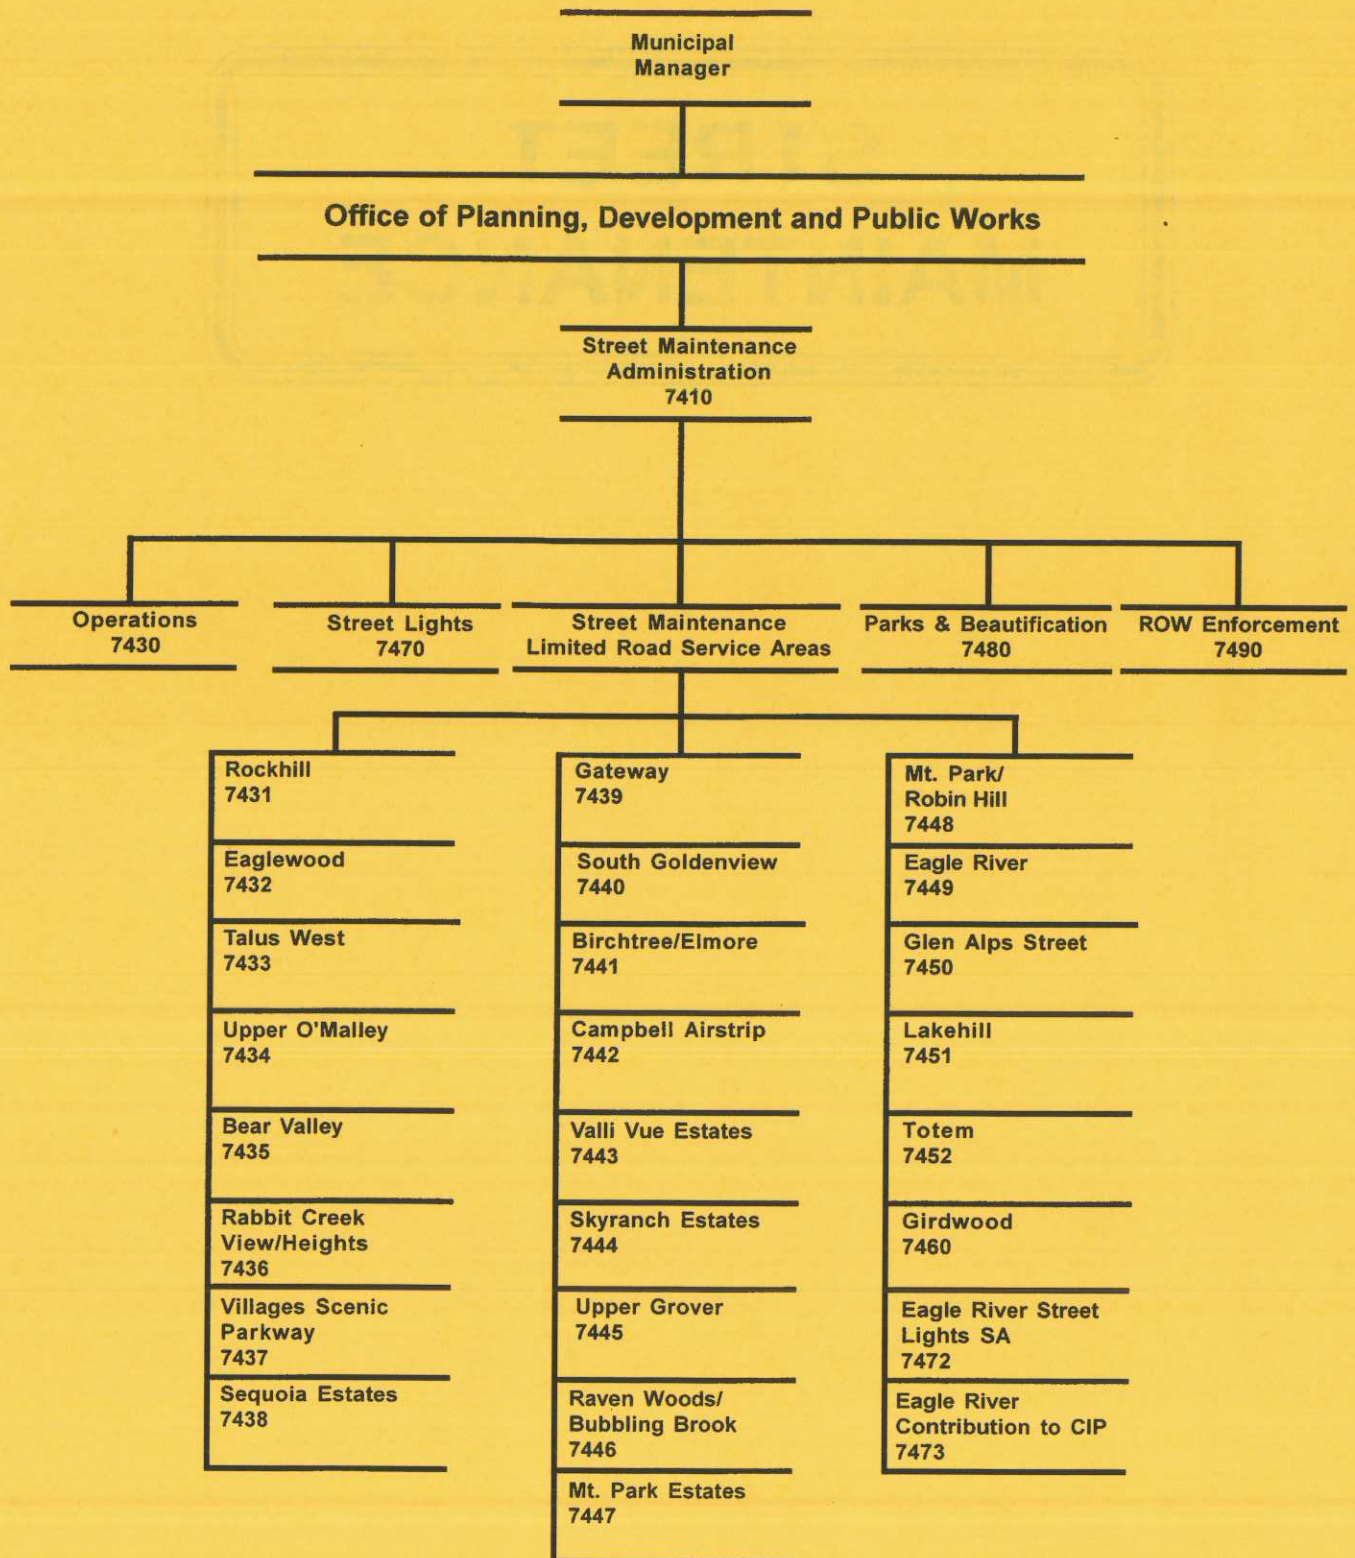 Municipal
Manager
Office of Planning, Development and Public Works
Street Maintenance
Administration
7410
Operations
7430
Street Lights
7470
Street Maintenance
Limited Road Service Areas
Parks & Beautification
7480
ROW Enforcement
7490
Rockhill
7431
Eaglewood
7432
Talus West
7433
Upper O'Malley
7434
Bear Valley
7435
Rabbit Creek
View/Heights
7436
Villages Scenic
Parkway
7437
Sequoia Estates
7438
Gateway
7439
South Goldenview
7440
Birchtree/Elmore
7441
Campbell Airstrip
7442
Valli Vue Estates
7443
Skyranch Estates
7444
Upper Grover
7445
Raven Woods/
Bubbling Brook
7446
Mt. Park Estates
7447
Mt. Park/
Robin Hill
7448
Eagle River
7449
Glen Alps Street
7450
Lakehill
7451
Totem
7452
Girdwood
7460
Eagle River Street
Lights SA
7472
Eagle River
Contribution to CIP
7473